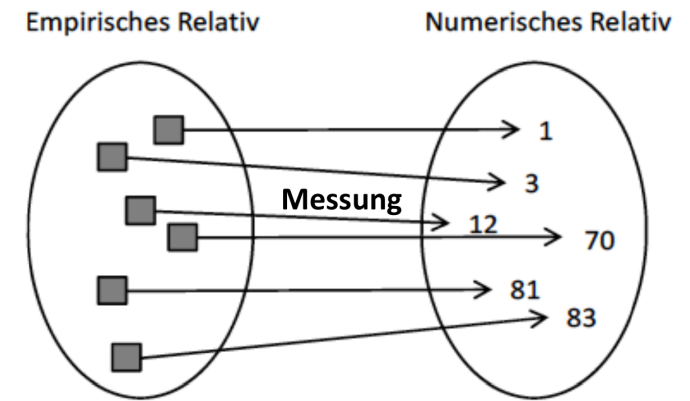 Empirisches Relativ
Numerisches Relativ
1
3
Messung
12
70
81
83